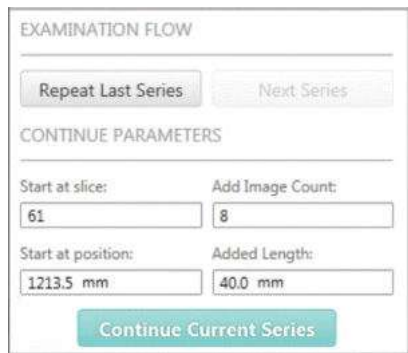 EXAMINATION FLOW
Repeat Last Series Next Series
CONTINUE PARAMETERS
Start at slice: Add Image Count:
61 8
Start at position: Added Length:
1213.5 mm 40.0 mm
Continue Current Series